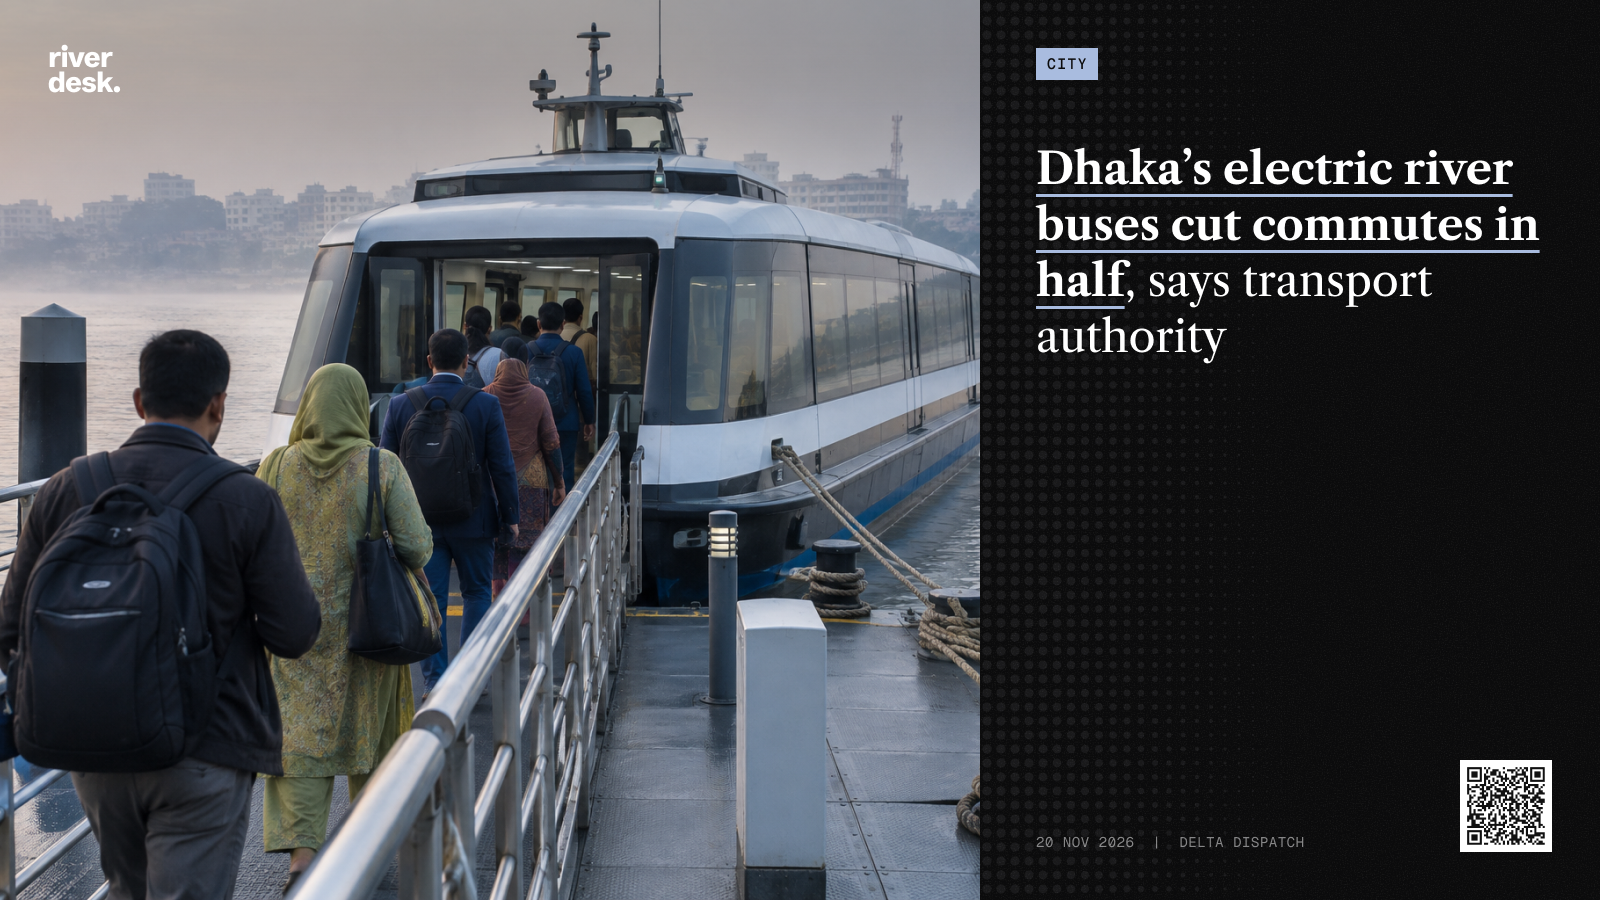 river
desk.
CITY
Dhaka’s electric river
buses cut commutes in
half, says transport
authority
20 NOV 2026 | DELTA DISPATCH